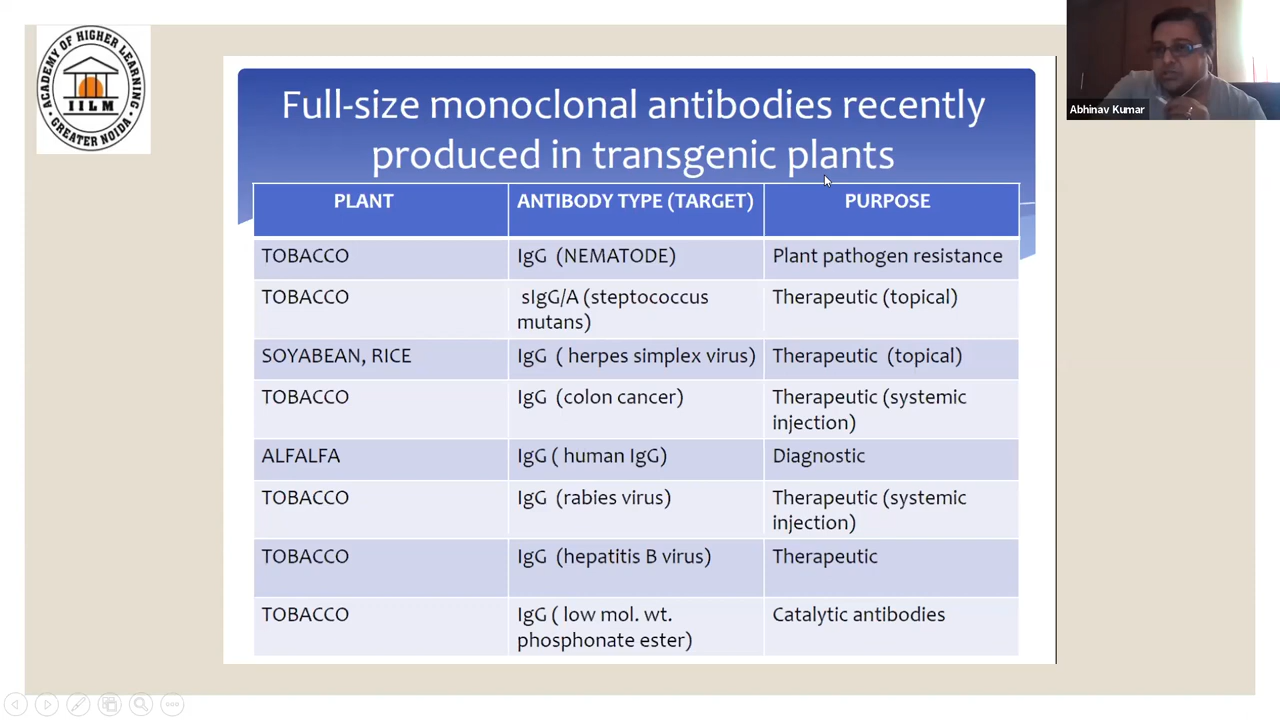 ACADEMY OF HIGHER LEARNING
IILM
GREATER NOIDA
Abhinav Kumar
Full-size monoclonal antibodies recently
produced in transgenic plants
PLANT ANTIBODY TYPE (TARGET) PURPOSE
TOBACCO IgG (NEMATODE) Plant pathogen resistance
TOBACCO sIgG/A (steptococcus
mutans) Therapeutic (topical)
SOYABEAN, RICE IgG ( herpes simplex virus) Therapeutic (topical)
TOBACCO IgG (colon cancer) Therapeutic (systemic
injection)
ALFALFA IgG ( human IgG) Diagnostic
TOBACCO IgG (rabies virus) Therapeutic (systemic
injection)
TOBACCO IgG (hepatitis B virus) Therapeutic
TOBACCO IgG ( low mol. wt.
phosphonate ester) Catalytic antibodies